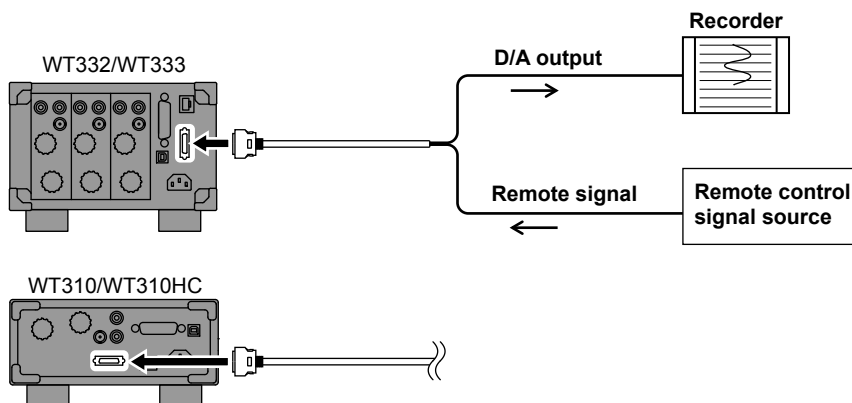 Recorder
D/A output
WT332/WT333
Remote signal
Remote control
signal source
WT310/WT310HC